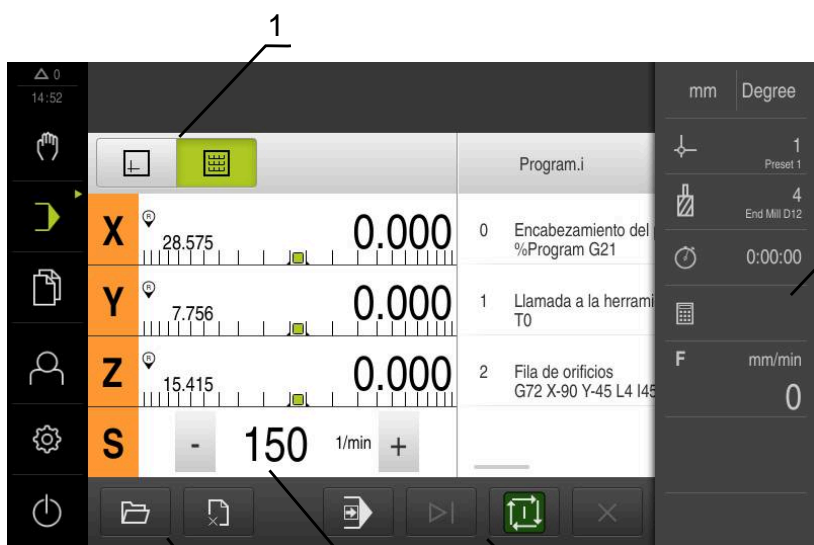 1
0
14:52
mm Degree
Program.i
1
Preset 1
X R 28.575 0.000
0 Encabezamiento del
%Program G21
4
End Mill D12
0:00:00
Y R 7.756 0.000
1 Llamada a la herrami
T0
Z R 15.415 0.000
2 Fila de orificios
G72 X-90 Y-45 L4 I45
F mm/min
0
S - 150 1/min +